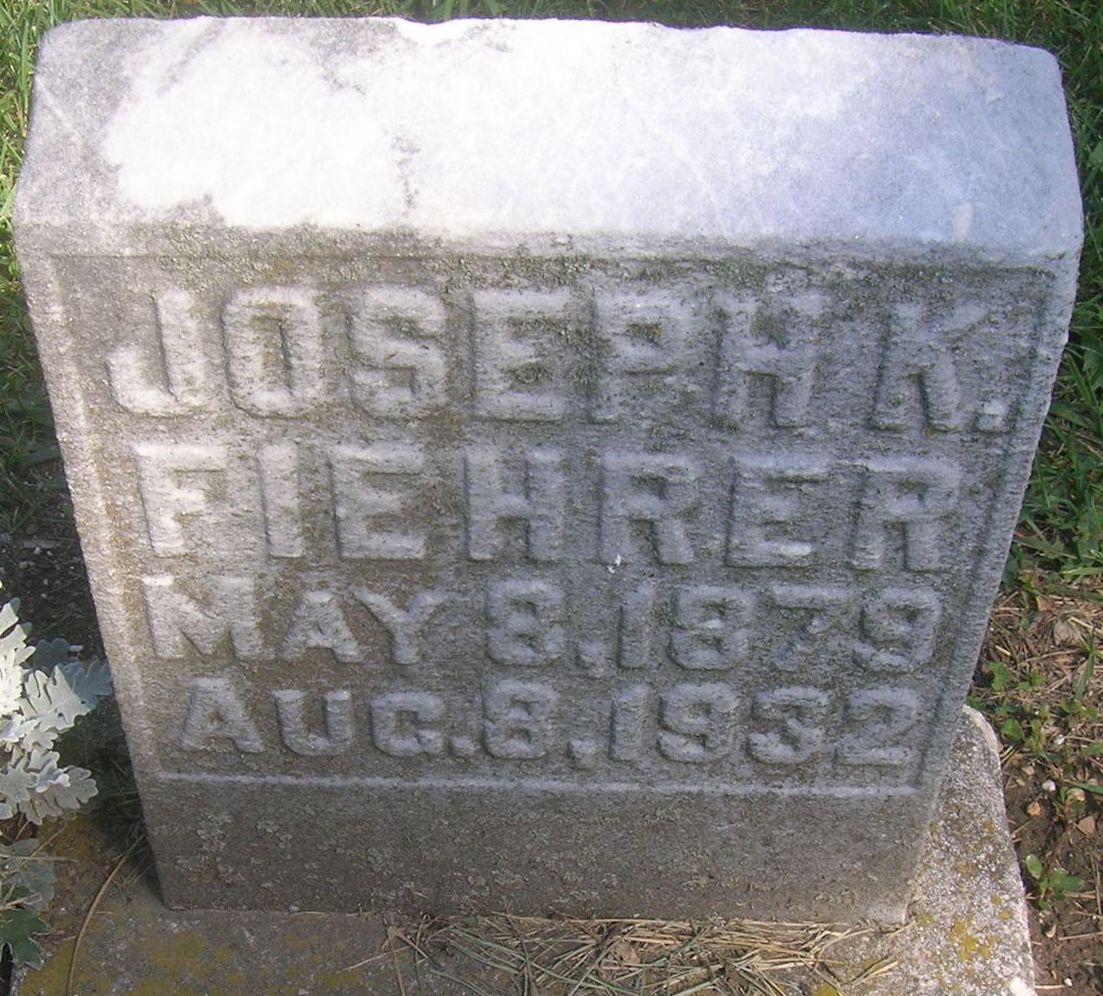 JOSEPH K.
FIEHRER
MAY 8, 1879
AUG. 8, 1932